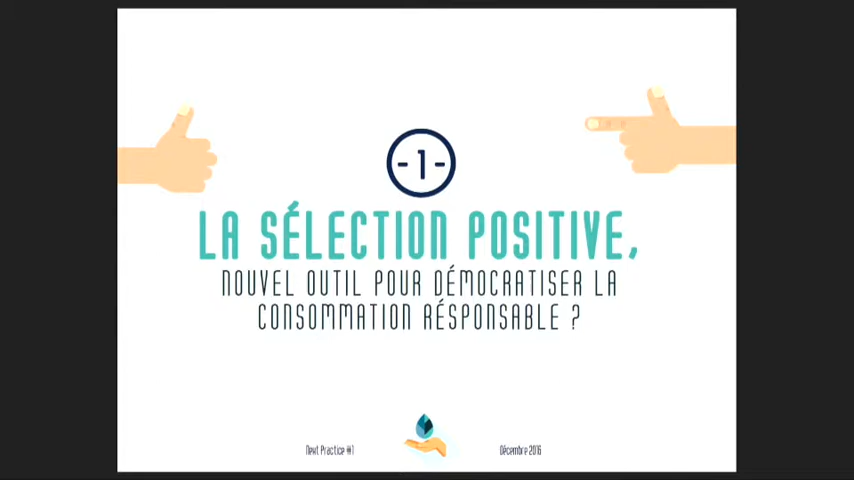 -1-
LA SÉLECTION POSITIVE,
NOUVEL OUTIL POUR DÉMOCRATISER LA
CONSOMMATION RÉSPONSABLE ?
Next Practice #1
Décembre 2016